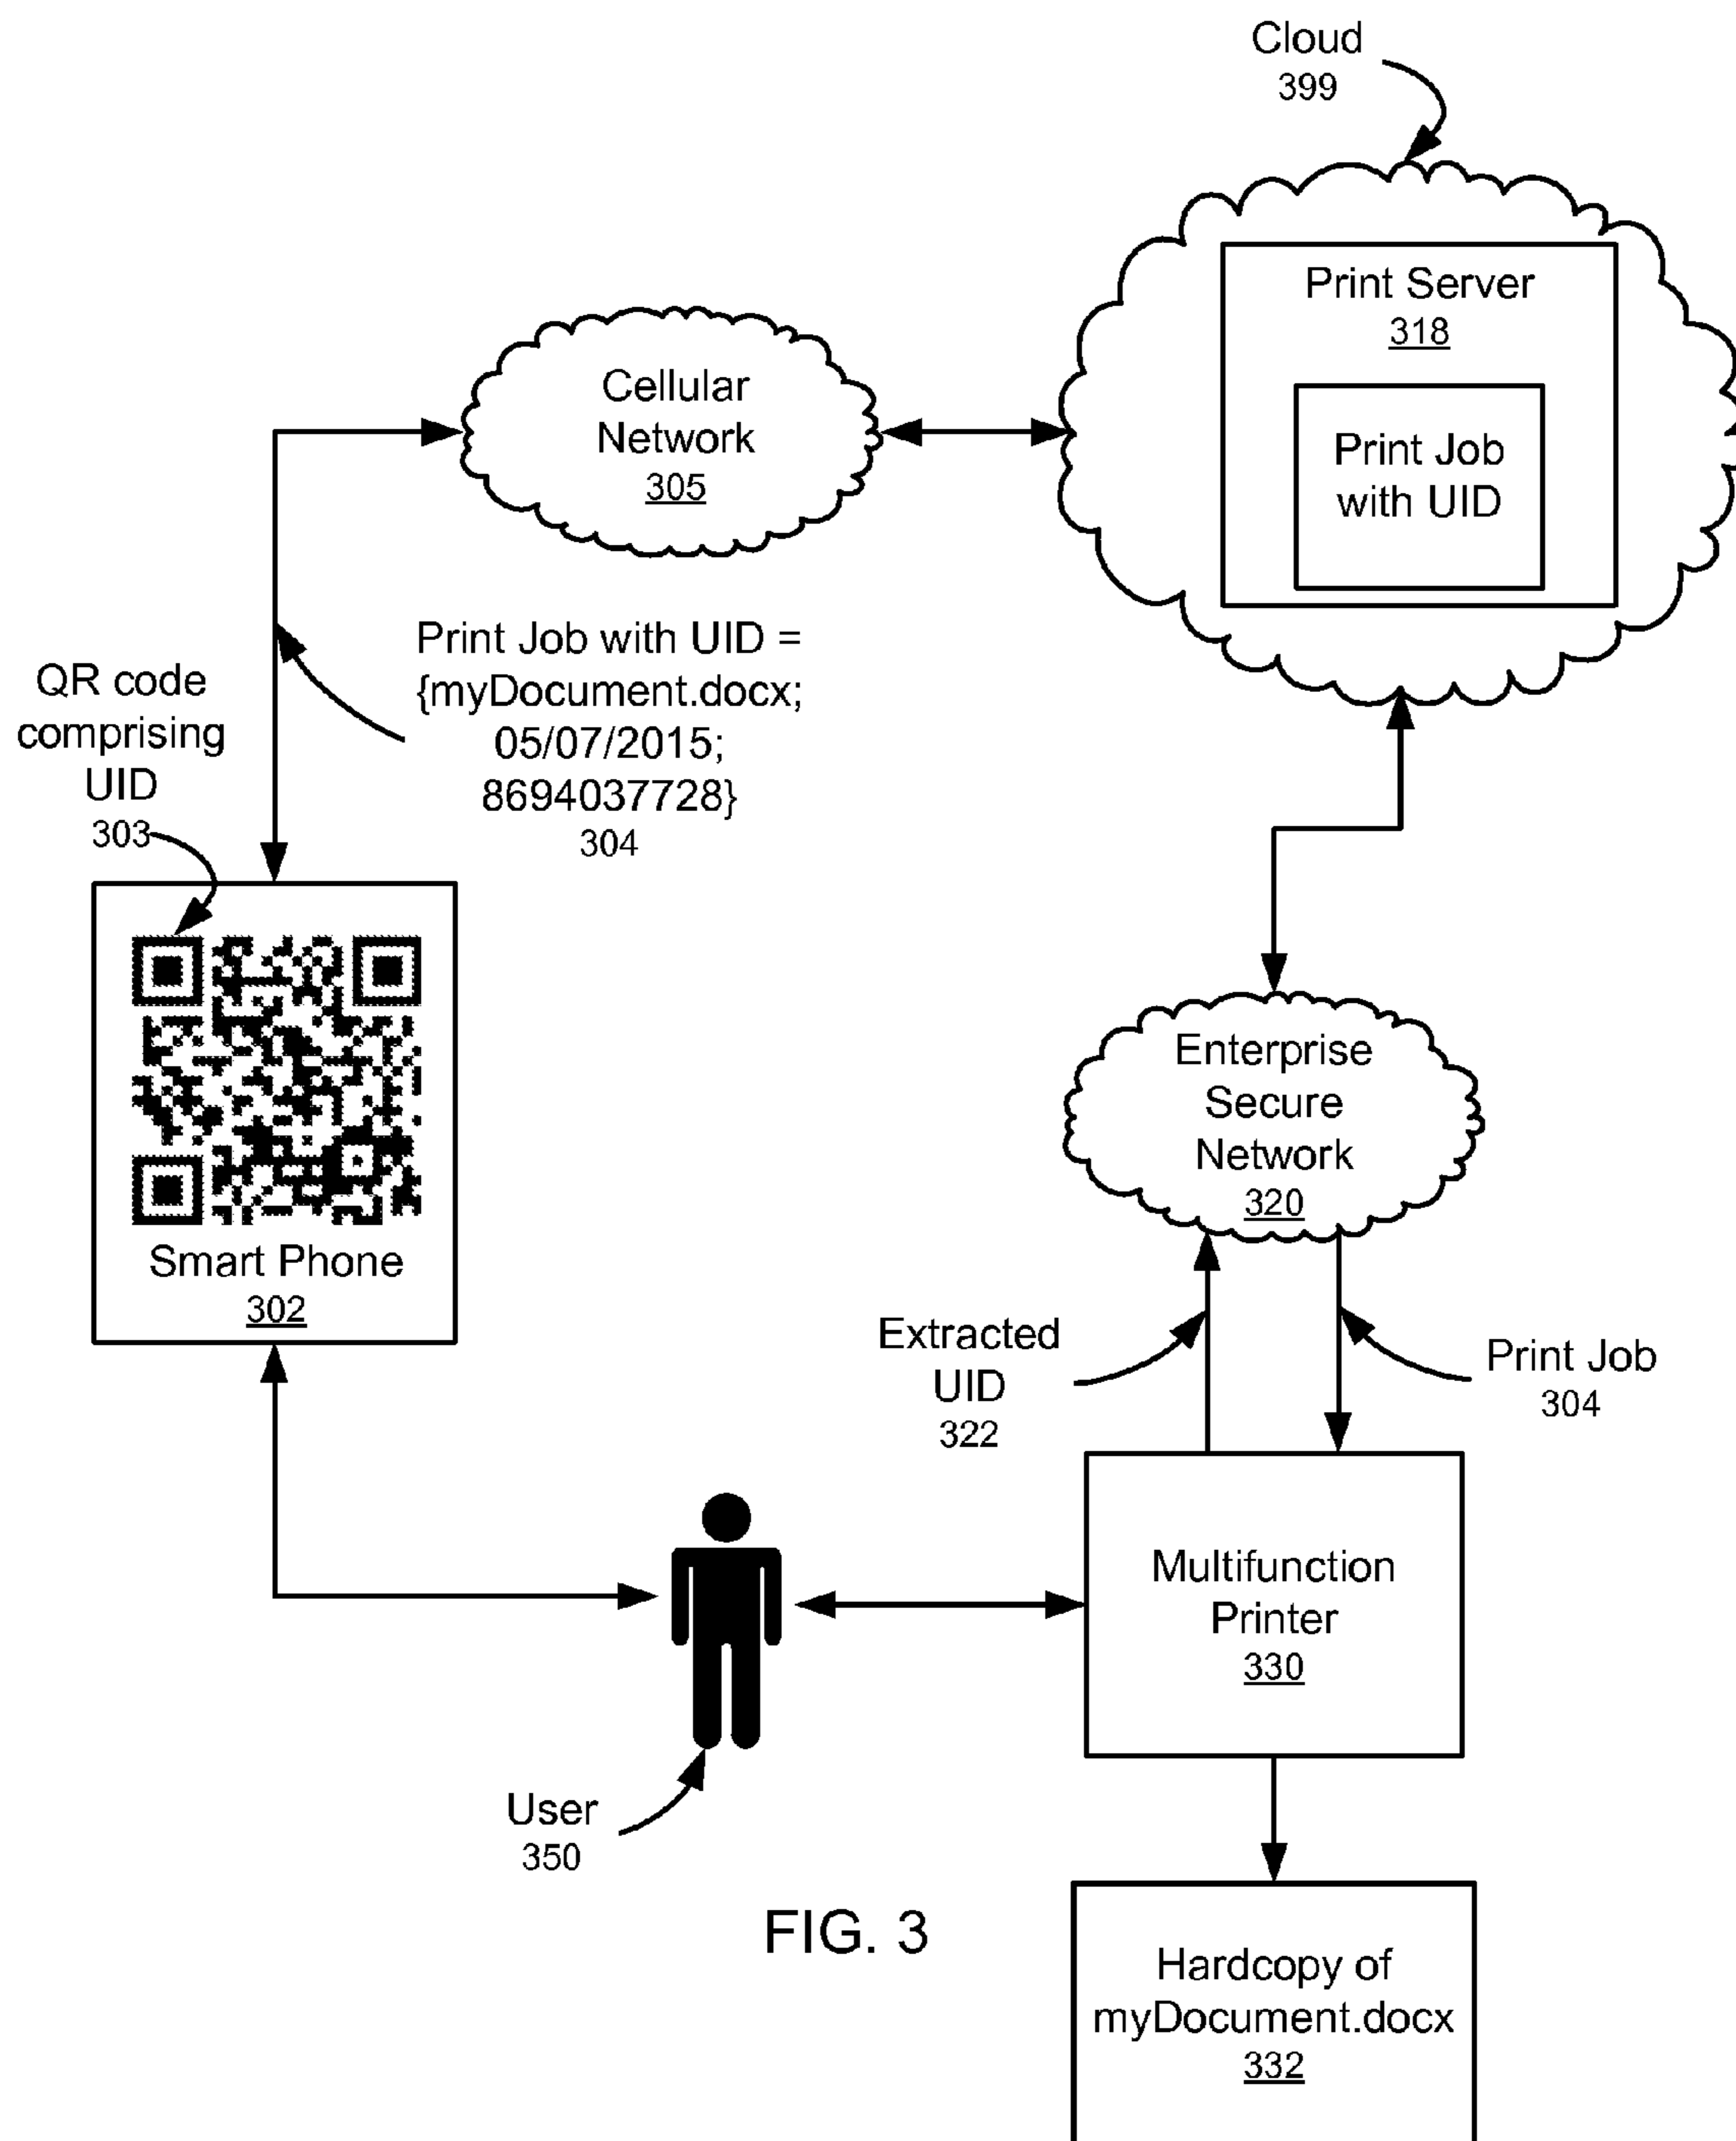 Cloud
399
Print Server
318
Print Job
with UID
Cellular
Network
305
Print Job with UID =
{myDocument.docx;
05/07/2015;
8694037728}
304
QR code
comprising
UID
303
Smart Phone
302
Enterprise
Secure
Network
320
Extracted
UID
322
Print Job
304
Multifunction
Printer
330
User
350
FIG. 3
Hardcopy of
myDocument.docx
332